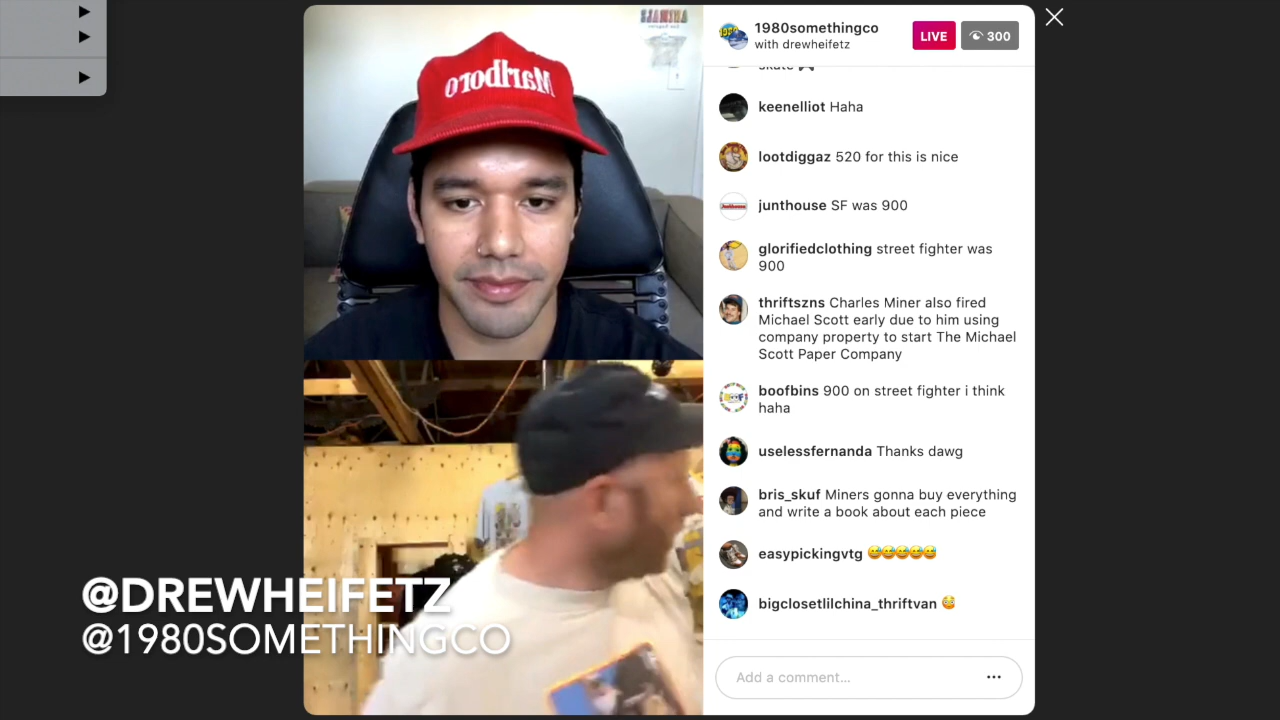 Marlboro
1980somethingco
with drewheifetz
LIVE
300
skate
keenelliot Haha
lootdiggaz 520 for this is nice
junthouse SF was 900
glorifiedclothing street fighter was
900
thriftszns Charles Miner also fired
Michael Scott early due to him using
company property to start The Michael
Scott Paper Company
boofbins 900 on street fighter i think
haha
uselessfernanda Thanks dawg
bris_skuf Miners gonna buy everything
and write a book about each piece
easypickingvtg 😅😅😅😅😅
bigclosetlilchina_thriftvan 😳
Add a comment...
@DREWHEIFETZ
@1980SOMETHINGCO